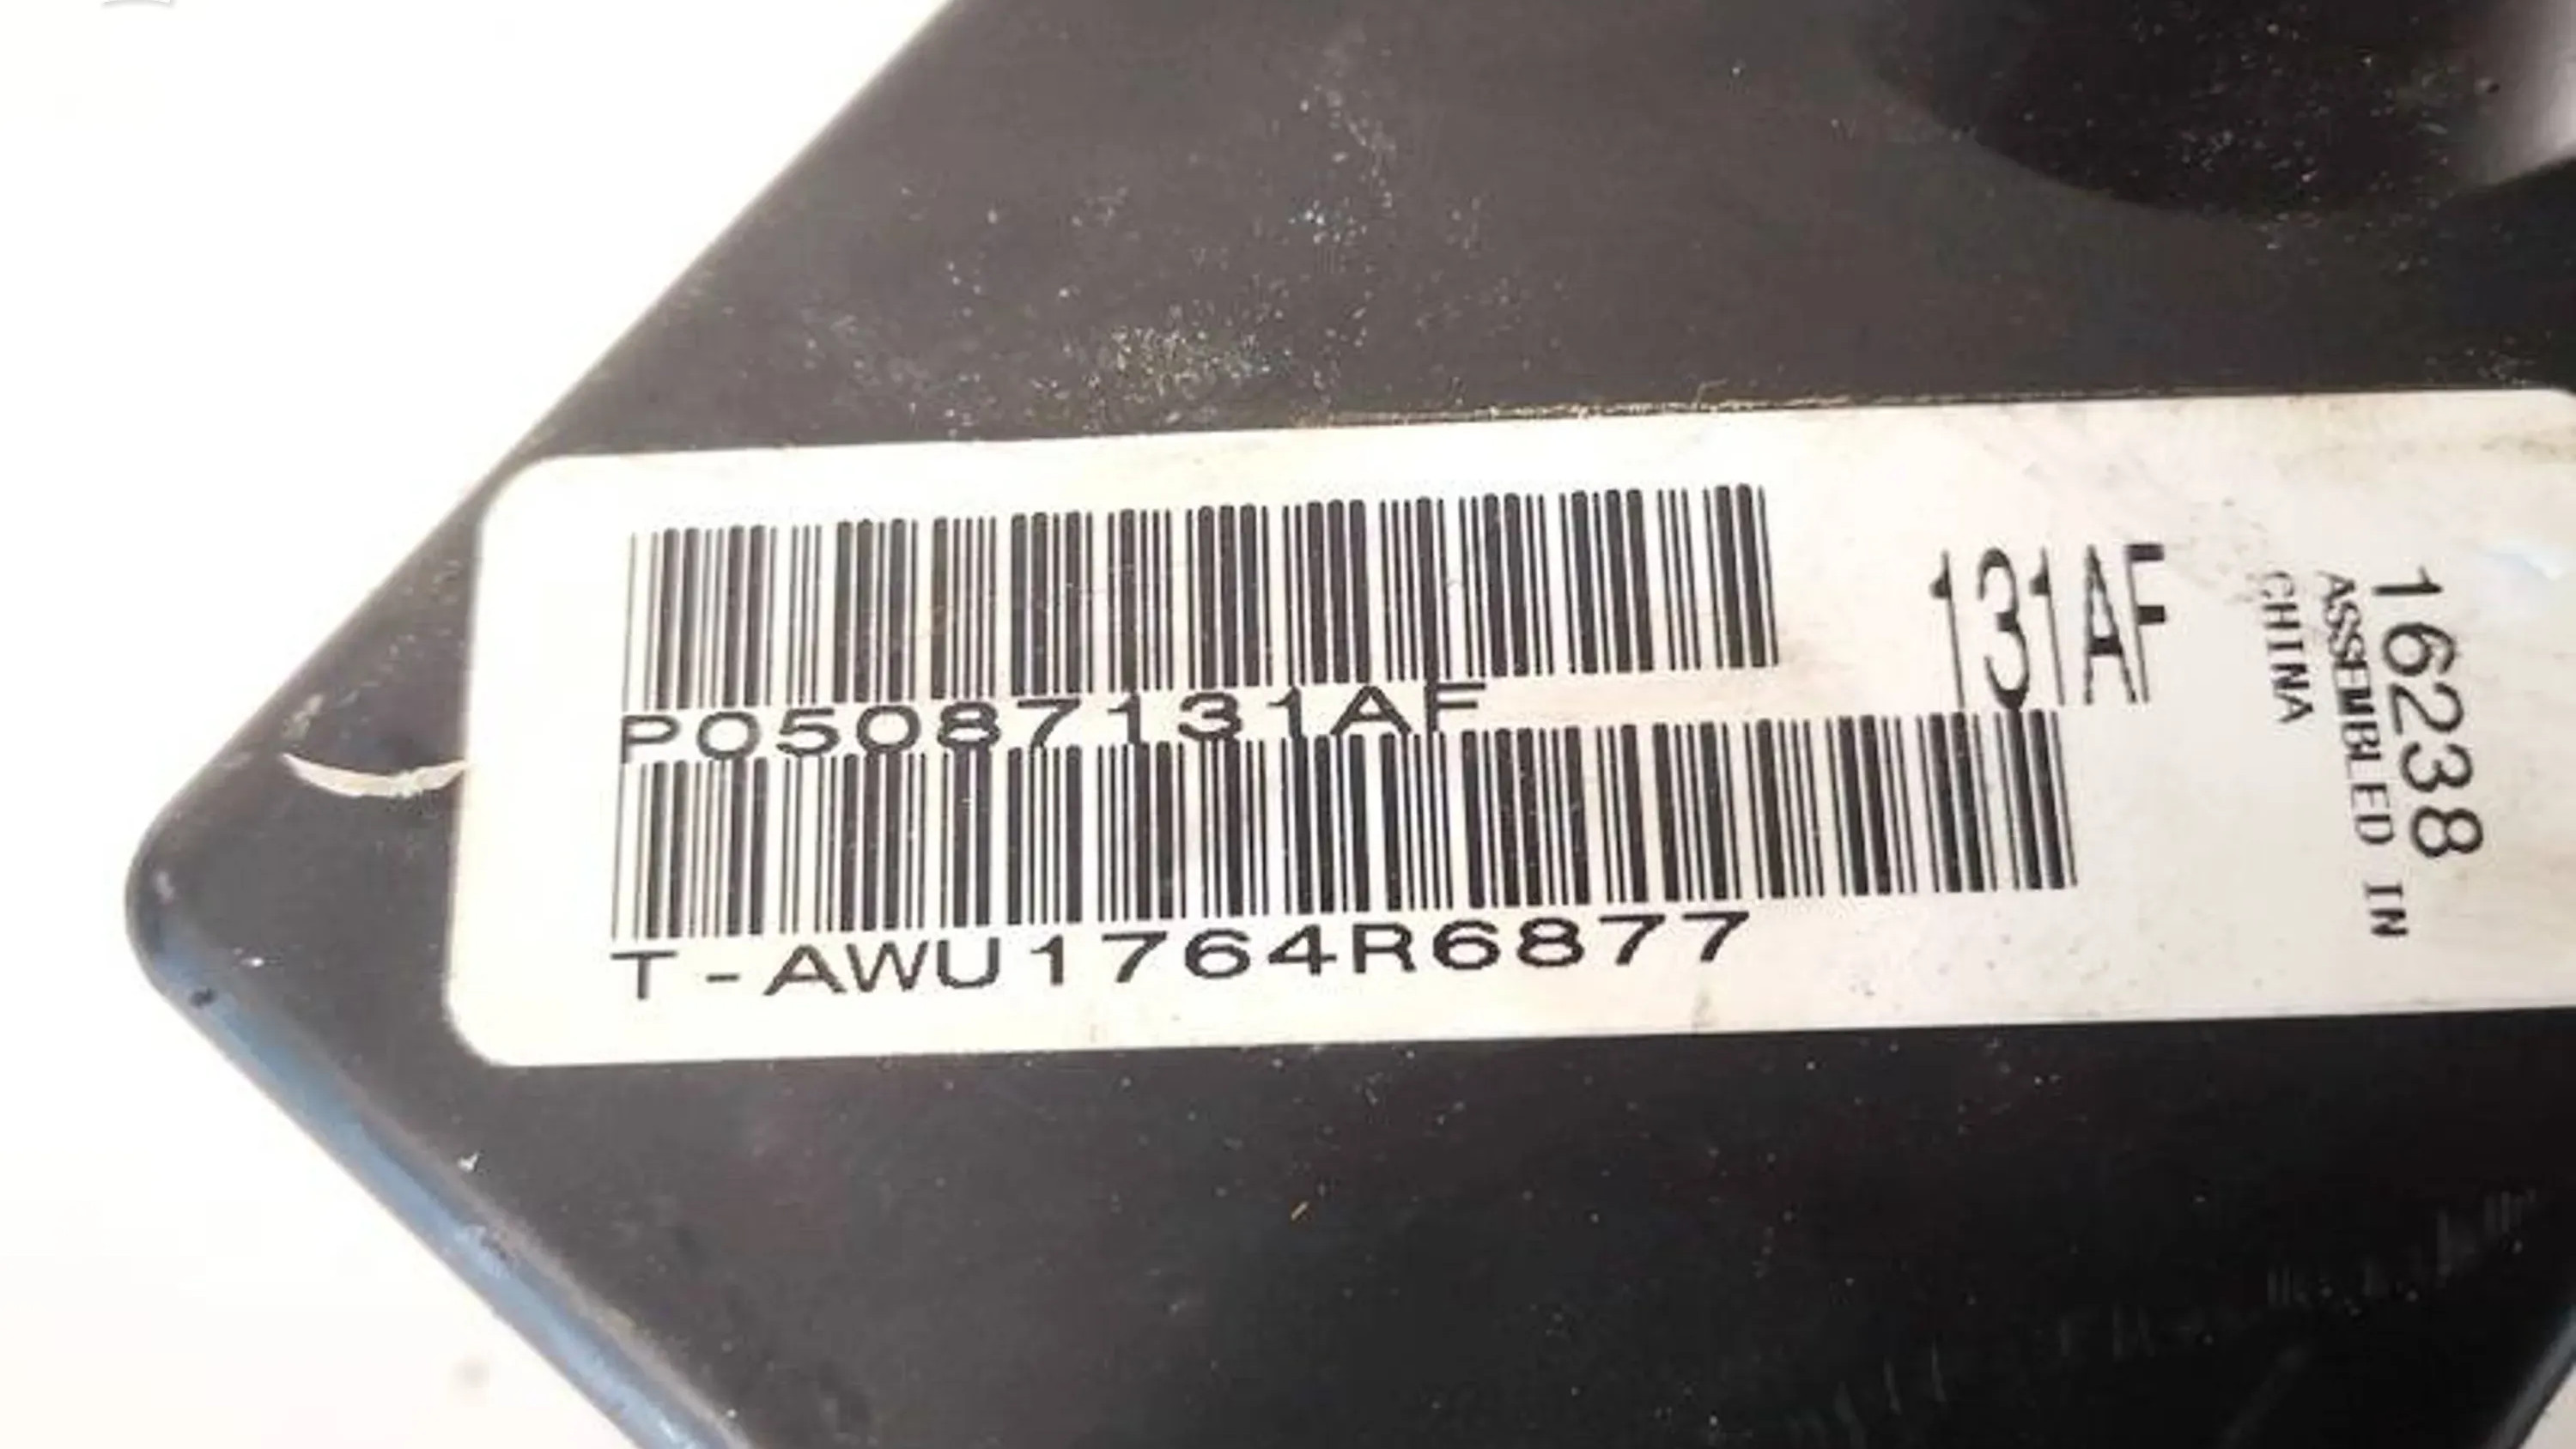 P05087131AF
131AF
T-AWU1764R6877
16238
ASSEMBLED IN
CHINA